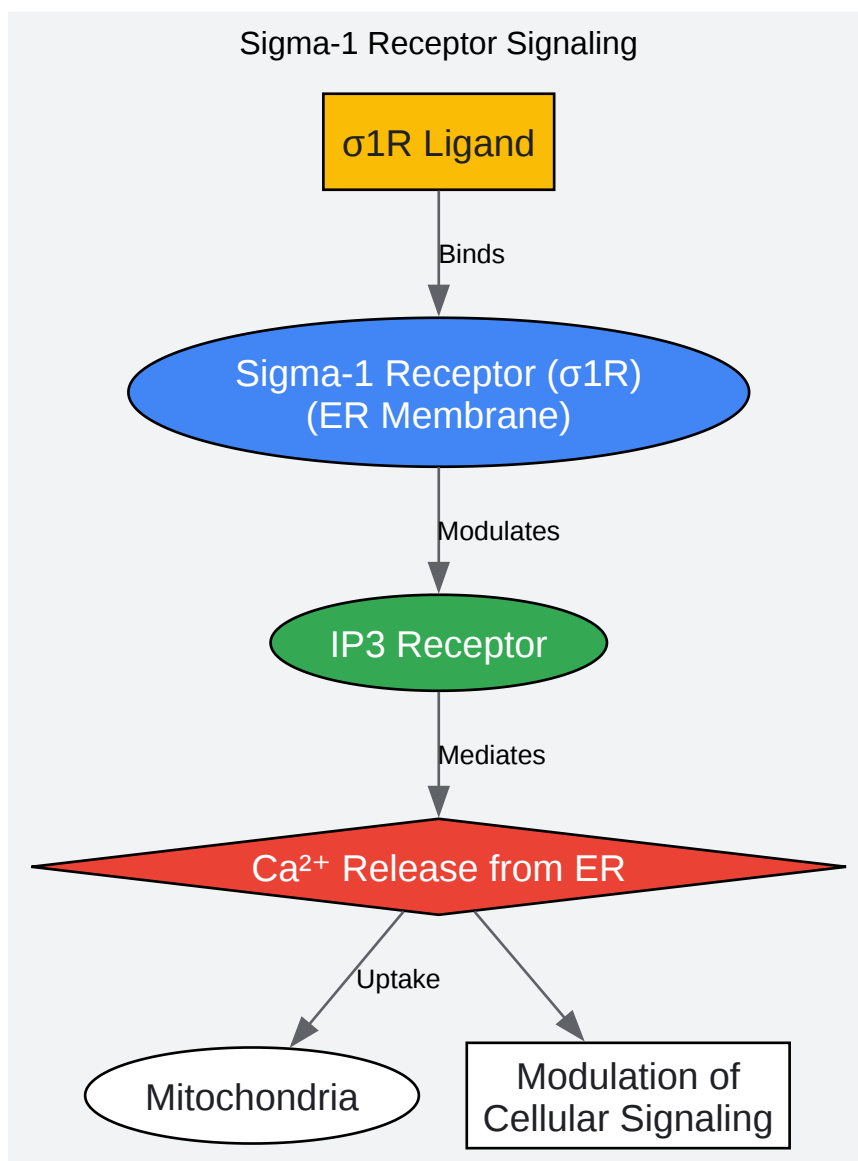 Sigma-1 Receptor Signaling
σ1R Ligand
Binds
Sigma-1 Receptor (σ1R)
(ER Membrane)
Modulates
IP3 Receptor
Mediates
Ca²⁺ Release from ER
Uptake
Mitochondria
Modulation of
Cellular Signaling